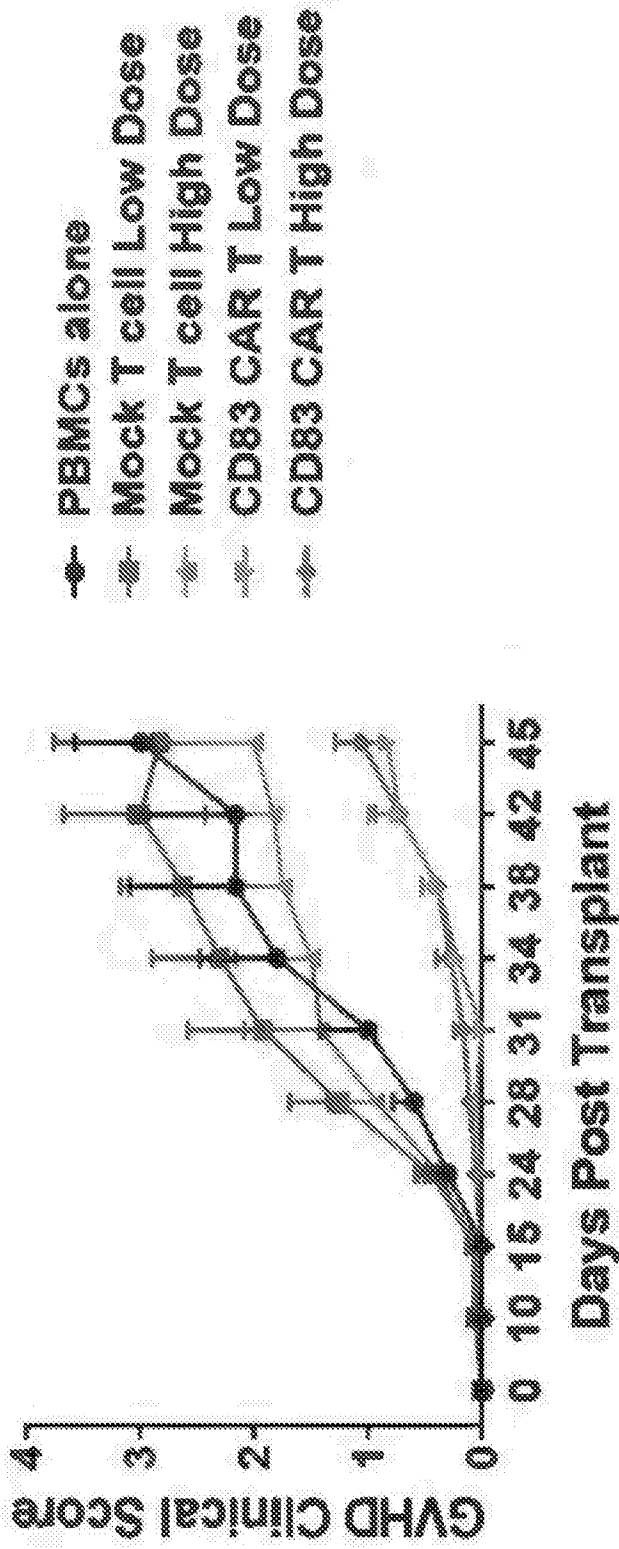 GVHD Clinical Score
4
3
2
1
0
0 10 15 24 28 31 34 38 42 45
Days Post Transplant
PBMCs alone
Mock T cell Low Dose
Mock T cell High Dose
CD83 CAR T Low Dose
CD83 CAR T High Dose